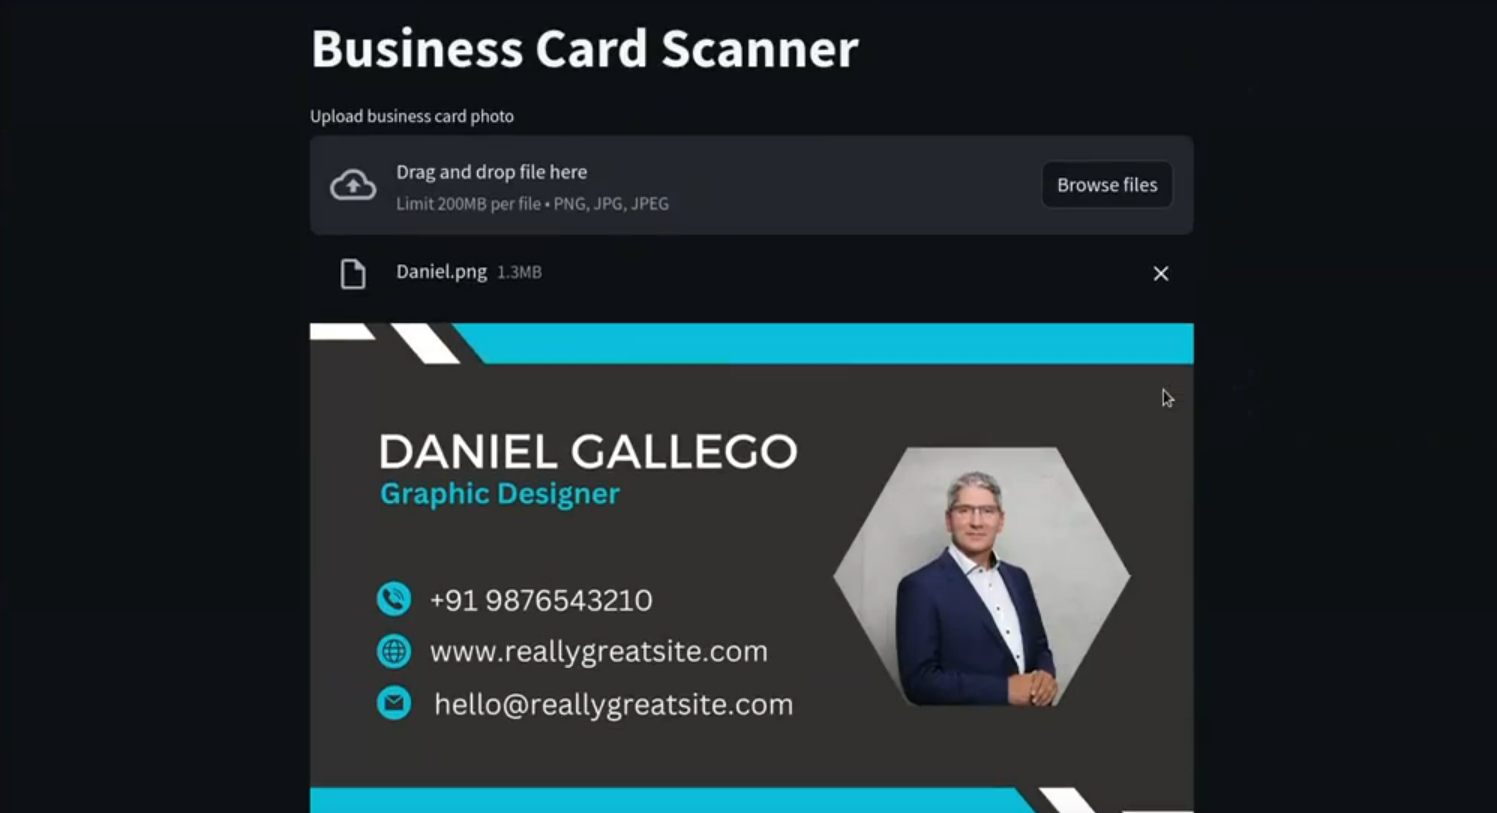 Business Card Scanner
Upload business card photo
Drag and drop file here
Limit 200MB per file • PNG, JPG, JPEG
Browse files
Daniel.png 1.3MB
DANIEL GALLEGO
Graphic Designer
+91 9876543210
www.reallygreatsite.com
hello@reallygreatsite.com